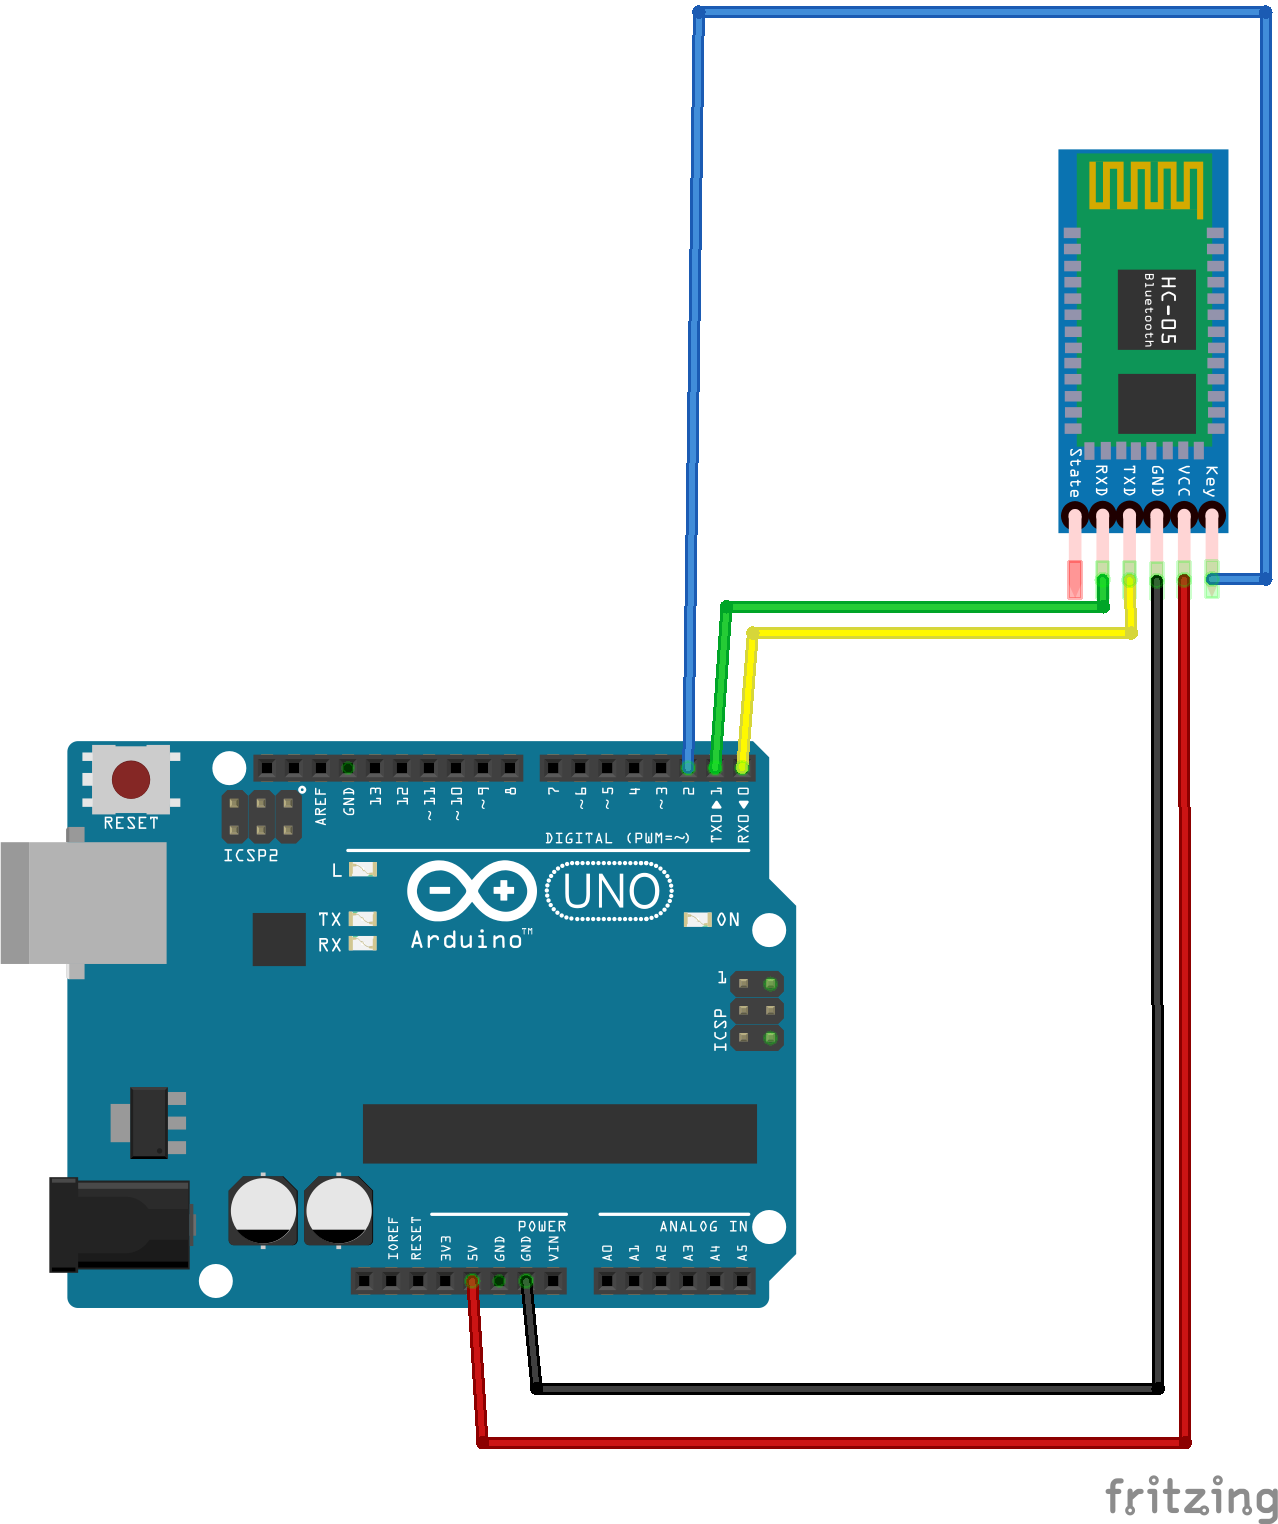 HC-05
Bluetooth
State
RXD
TXD
GND
VCC
Key
RESET
ICSP2
AREF
GND
13
12
~11
~10
~9
8
7
~6
~5
4
~3
2
TX0▶1
RX0◀0
DIGITAL (PWM=~)
L
TX
RX
Arduino™
UNO
ON
1
ICSP
IOREF
RESET
3V3
5V
GND
GND
VIN
POWER
ANALOG IN
A0
A1
A2
A3
A4
A5
fritzing